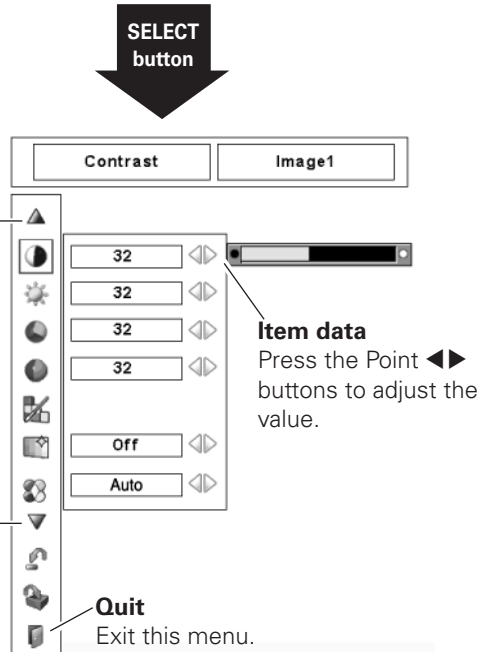 SELECT
button
Contrast Image1
32
32
32
32
Off
Auto
Item data
Press the Point ◀▶
buttons to adjust the
value.
Quit
Exit this menu.